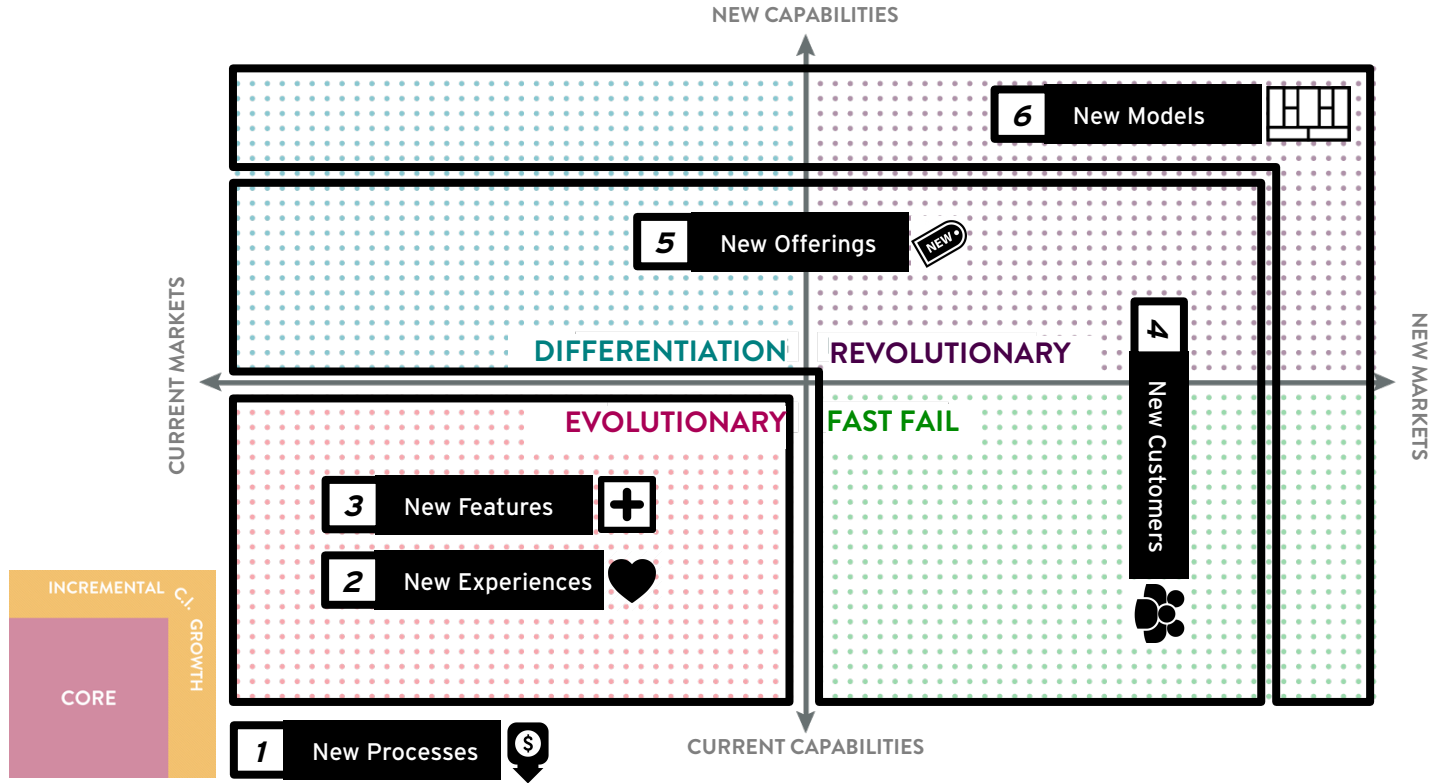 NEW CAPABILITIES
6 New Models
5 New Offerings
NEW
CURRENT MARKETS
NEW MARKETS
DIFFERENTIATION
REVOLUTIONARY
4 New Customers
EVOLUTIONARY
FAST FAIL
3 New Features
2 New Experiences
INCREMENTAL C.I. GROWTH
CORE
1 New Processes
$
CURRENT CAPABILITIES